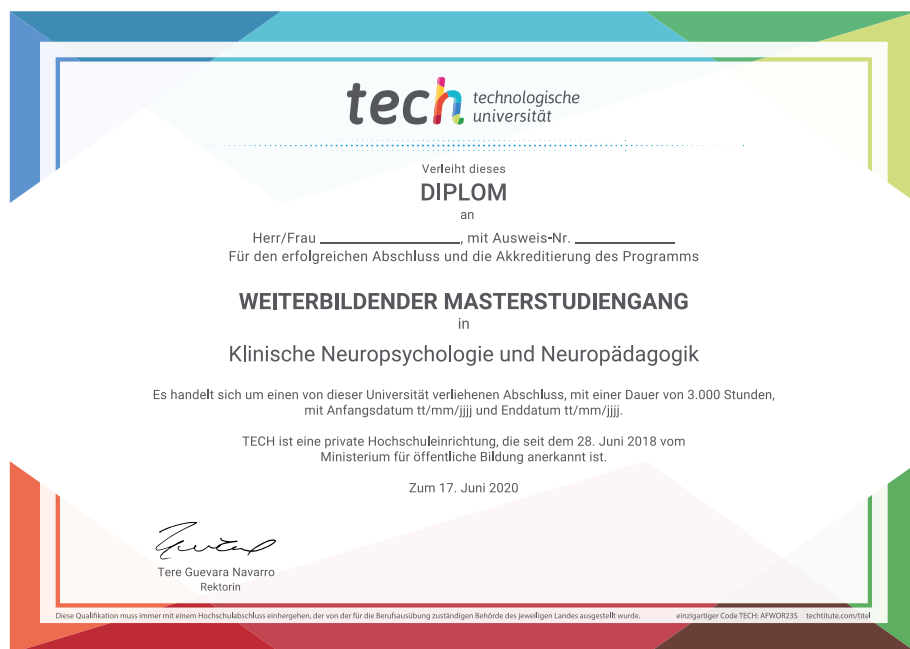 tech technologische
universität
Verleiht dieses
DIPLOM
an
Herr/Frau ____________________, mit Ausweis-Nr. ______________
Für den erfolgreichen Abschluss und die Akkreditierung des Programms
WEITERBILDENDER MASTERSTUDIENGANG
in
Klinische Neuropsychologie und Neuropädagogik
Es handelt sich um einen von dieser Universität verliehenen Abschluss, mit einer Dauer von 3.000 Stunden,
mit Anfangsdatum tt/mm/jjjj und Enddatum tt/mm/jjjj.
TECH ist eine private Hochschuleinrichtung, die seit dem 28. Juni 2018 vom
Ministerium für öffentliche Bildung anerkannt ist.
Zum 17. Juni 2020
Tere Guevara Navarro
Rektorin
Diese Qualifikation muss immer mit einem Hochschulabschluss einhergehen, der von der für die Berufsausübung zuständigen Behörde des jeweiligen Landes ausgestellt wurde. einzigartiger Code TECH: AFWOR23S techtitute.com/titel